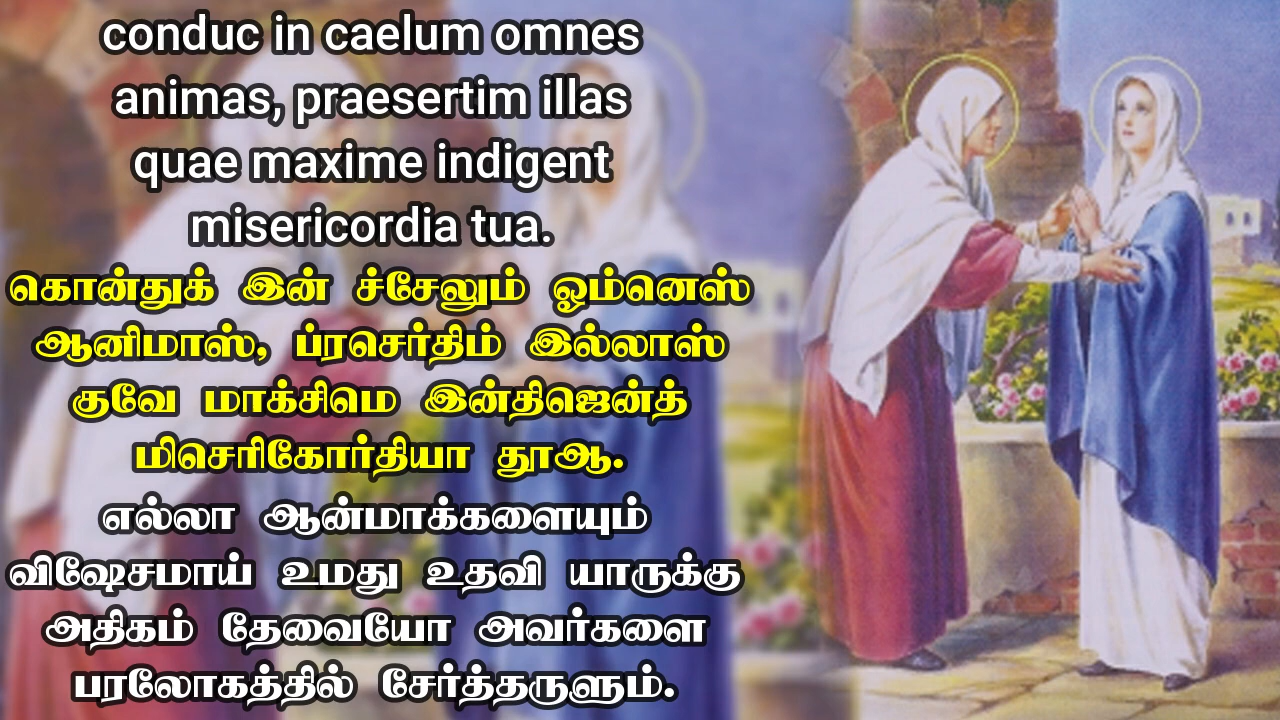 conduc in caelum omnes
animas, praesertim illas
quae maxime indigent
misericordia tua.
கொன்துக் இன் ச்சேலும் ஓம்னெஸ்
ஆனிமாஸ், ப்ரசெர்திம் இல்லாஸ்
குவே மாக்சிமெ இன்திஜென்த்
மிசெரிகோர்தியா தூஆ.
எல்லா ஆன்மாக்களையும்
விஷேசமாய் உமது உதவி யாருக்கு
அதிகம் தேவையோ அவர்களை
பரலோகத்தில் சேர்த்தருளும்.